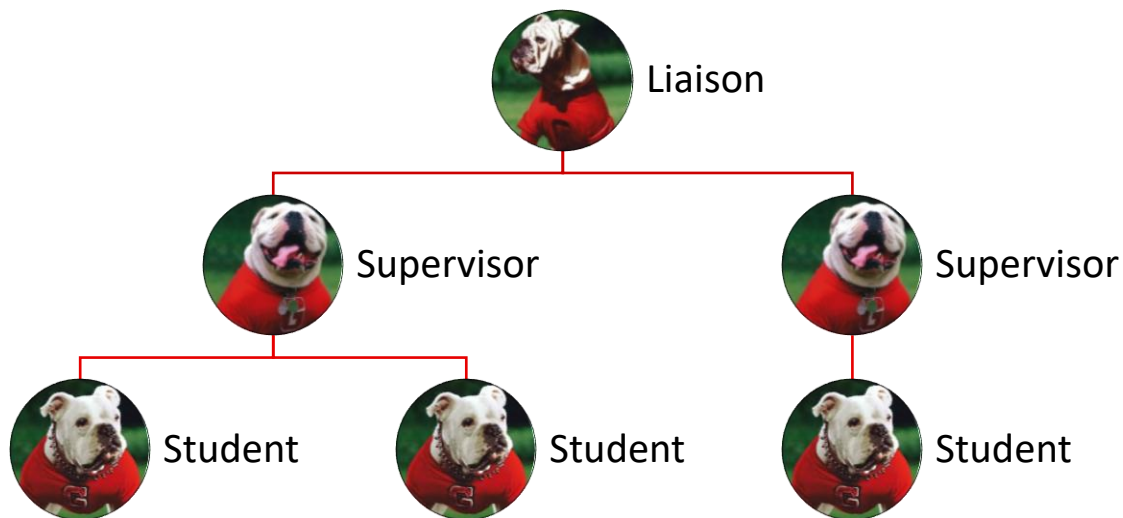 Liaison
Supervisor
Supervisor
Student
Student
Student
G
G
G